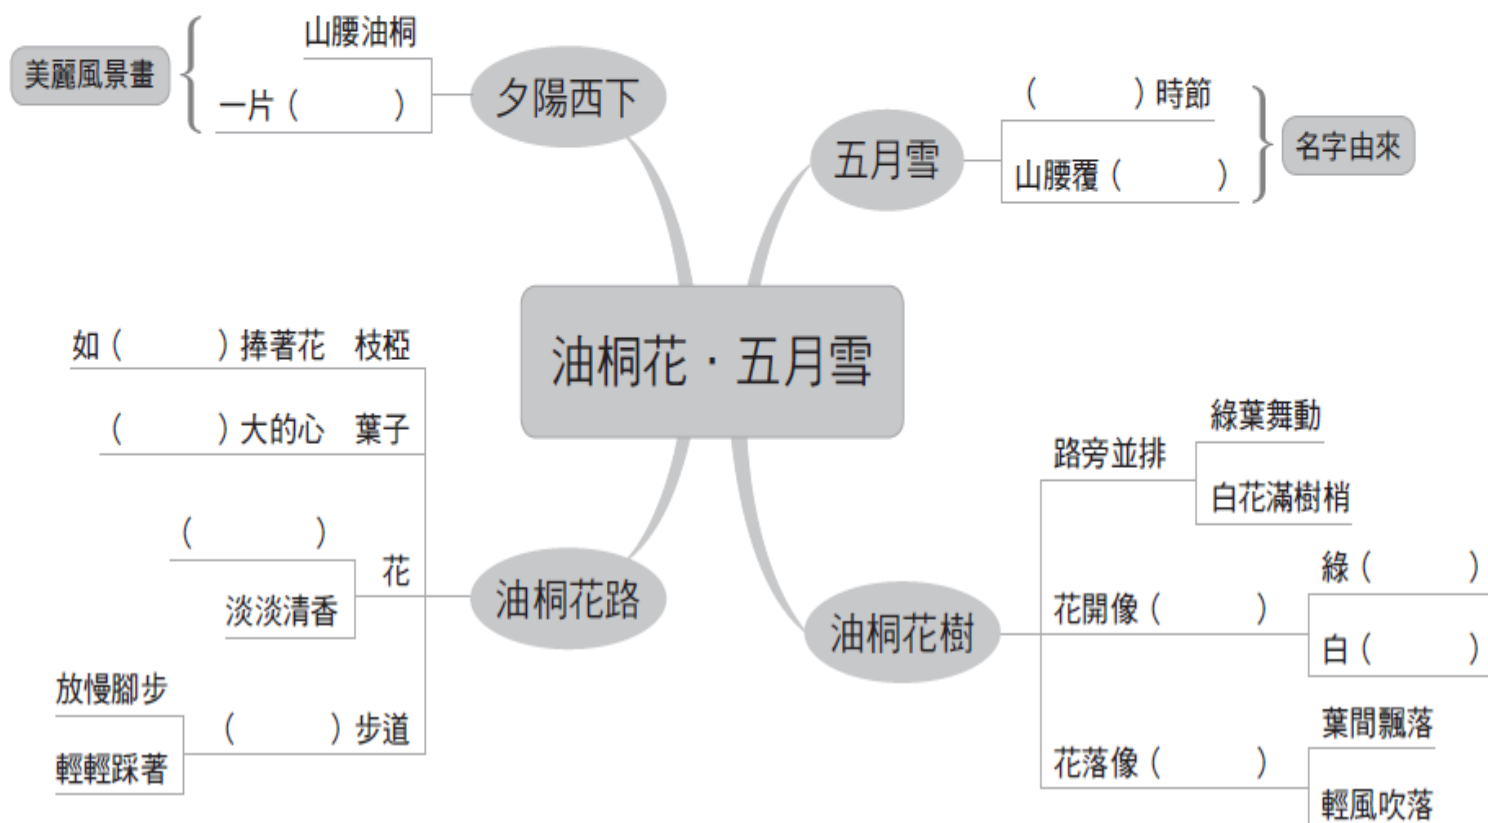 美麗風景畫
山腰油桐
一片（　　　）
夕陽西下
五月雪
（　　　）時節
山腰覆（　　　）
名字由來
油桐花・五月雪
如（　　　）捧著花　枝椏
（　　　）大的心　葉子
（　　　）
淡淡清香
花
放慢腳步
輕輕踩著
（　　　）步道
油桐花路
油桐花樹
路旁並排
綠葉舞動
白花滿樹梢
花開像（　　　）
綠（　　　）
白（　　　）
花落像（　　　）
葉間飄落
輕風吹落